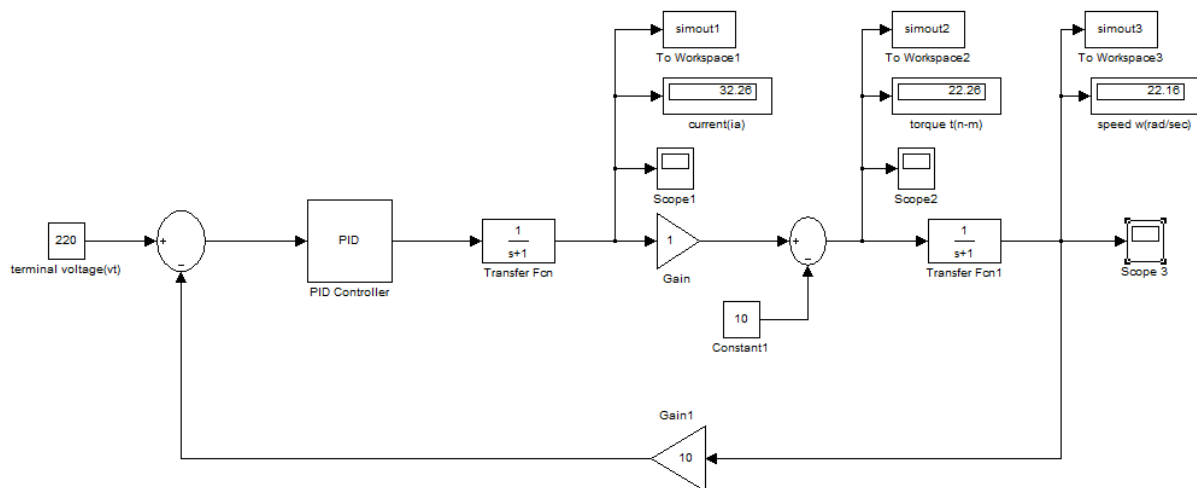 simout1
To Workspace1
simout2
To Workspace2
simout3
To Workspace3
32.26
current(ia)
22.26
torque t(n-m)
22.16
speed w(rad/sec)
Scope1
Scope2
220
terminal voltage(vt)
+
−
PID
PID Controller
1
s+1
Transfer Fcn
1
Gain
+
−
1
s+1
Transfer Fcn1
Scope 3
10
Constant1
Gain1
10